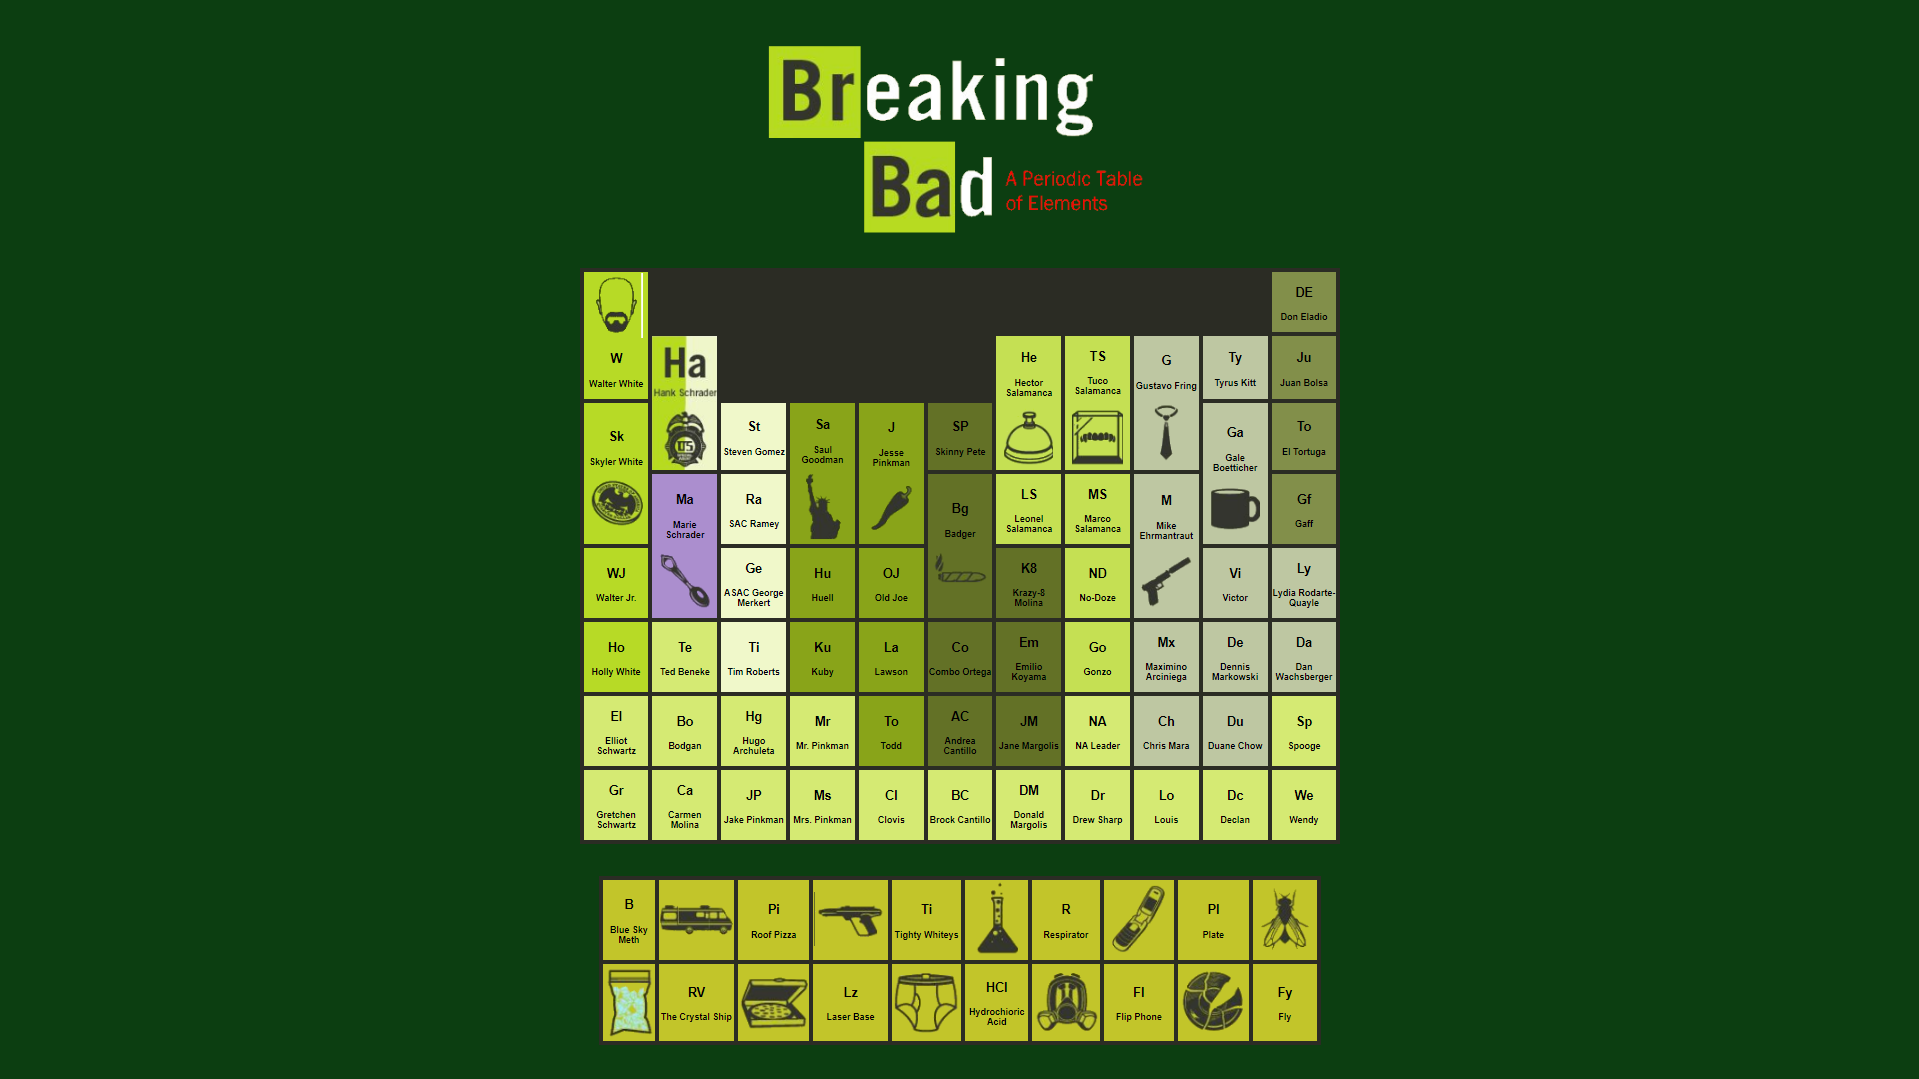 Breaking
Bad
A Periodic Table
of Elements
DE
Don Eladio
W
Walter White
Ha
Hank Schrader
US
He
Hector
Salamanca
TS
Tuco
Salamanca
G
Gustavo Fring
Ty
Tyrus Kitt
Ju
Juan Bolsa
Sk
Skyler White
St
Steven Gomez
Sa
Saul
Goodman
J
Jesse
Pinkman
SP
Skinny Pete
Ga
Gale
Boetticher
To
El Tortuga
Ma
Marie
Schrader
Ra
SAC Ramey
Bg
Badger
LS
Leonel
Salamanca
MS
Marco
Salamanca
M
Mike
Ehrmantraut
Gf
Gaff
WJ
Walter Jr.
Ge
ASAC George
Merkert
Hu
Huell
OJ
Old Joe
K8
Krazy-8
Molina
ND
No-Doze
Vi
Victor
Ly
Lydia Rodarte-
Quayle
Ho
Holly White
Te
Ted Beneke
Ti
Tim Roberts
Ku
Kuby
La
Lawson
Co
Combo Ortega
Em
Emilio
Koyama
Go
Gonzo
Mx
Maximino
Arciniega
De
Dennis
Markowski
Da
Dan
Wachsberger
El
Elliot
Schwartz
Bo
Bodgan
Hg
Hugo
Archuleta
Mr
Mr. Pinkman
To
Todd
AC
Andrea
Cantillo
JM
Jane Margolis
NA
NA Leader
Ch
Chris Mara
Du
Duane Chow
Sp
Spooge
Gr
Gretchen
Schwartz
Ca
Carmen
Molina
JP
Jake Pinkman
Ms
Mrs. Pinkman
Cl
Clovis
BC
Brock Cantillo
DM
Donald
Margolis
Dr
Drew Sharp
Lo
Louis
Dc
Declan
We
Wendy
B
Blue Sky
Meth
Pi
Roof Pizza
Ti
Tighty Whiteys
R
Respirator
Pl
Plate
RV
The Crystal Ship
Lz
Laser Base
HCl
Hydrochioric
Acid
Fl
Flip Phone
Fy
Fly